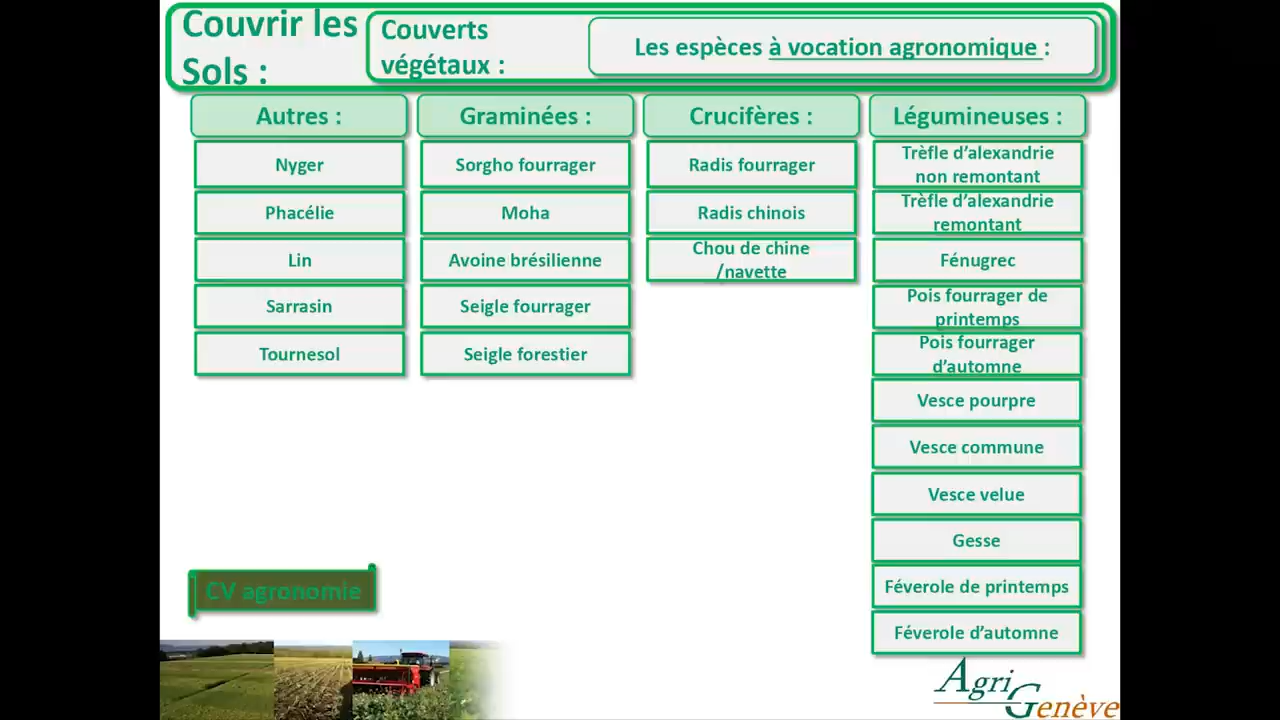 Couvrir les
Sols :
Couverts
végétaux :
Les espèces à vocation agronomique :
Autres :
Nyger
Phacélie
Lin
Sarrasin
Tournesol
Graminées :
Sorgho fourrager
Moha
Avoine brésilienne
Seigle fourrager
Seigle forestier
Crucifères :
Radis fourrager
Radis chinois
Chou de chine
/navette
Légumineuses :
Trèfle d’alexandrie
non remontant
Trèfle d’alexandrie
remontant
Fénugrec
Pois fourrager de
printemps
Pois fourrager
d’automne
Vesce pourpre
Vesce commune
Vesce velue
Gesse
Féverole de printemps
Féverole d’automne
CV agronomie
Agri
Genève